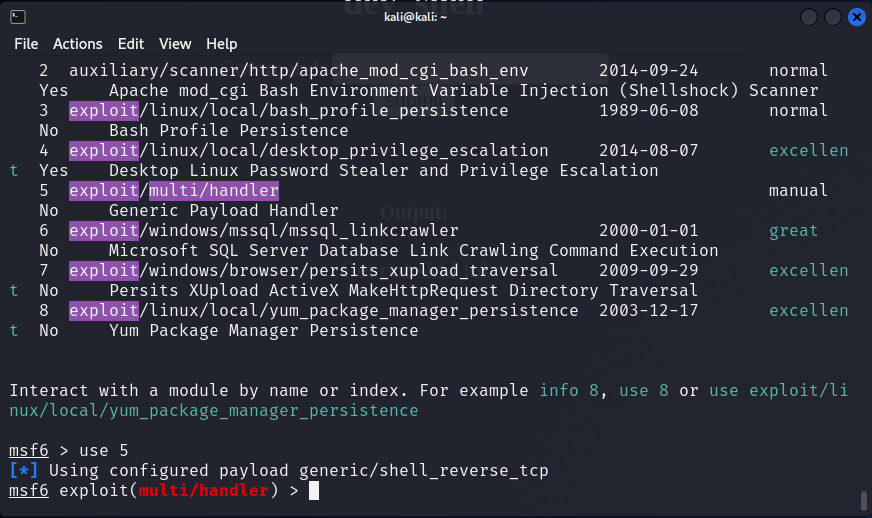 kali@kali: ~
File Actions Edit View Help
2 auxiliary/scanner/http/apache_mod_cgi_bash_env 2014-09-24 normal
Yes Apache mod_cgi Bash Environment Variable Injection (Shellshock) Scanner
3 exploit/linux/local/bash_profile_persistence 1989-06-08 normal
No Bash Profile Persistence
4 exploit/linux/local/desktop_privilege_escalation 2014-08-07 excellen
t Yes Desktop Linux Password Stealer and Privilege Escalation
5 exploit/multi/handler manual
No Generic Payload Handler
Output:
6 exploit/windows/mssql/mssql_linkcrawler 2000-01-01 great
No Microsoft SQL Server Database Link Crawling Command Execution
7 exploit/windows/browser/persits_xupload_traversal 2009-09-29 excellen
t No Persits XUpload ActiveX MakeHttpRequest Directory Traversal
8 exploit/linux/local/yum_package_manager_persistence 2003-12-17 excellen
t No Yum Package Manager Persistence
Interact with a module by name or index. For example info 8, use 8 or use exploit/li
nux/local/yum_package_manager_persistence
msf6 > use 5
[*] Using configured payload generic/shell_reverse_tcp
msf6 exploit(multi/handler) >